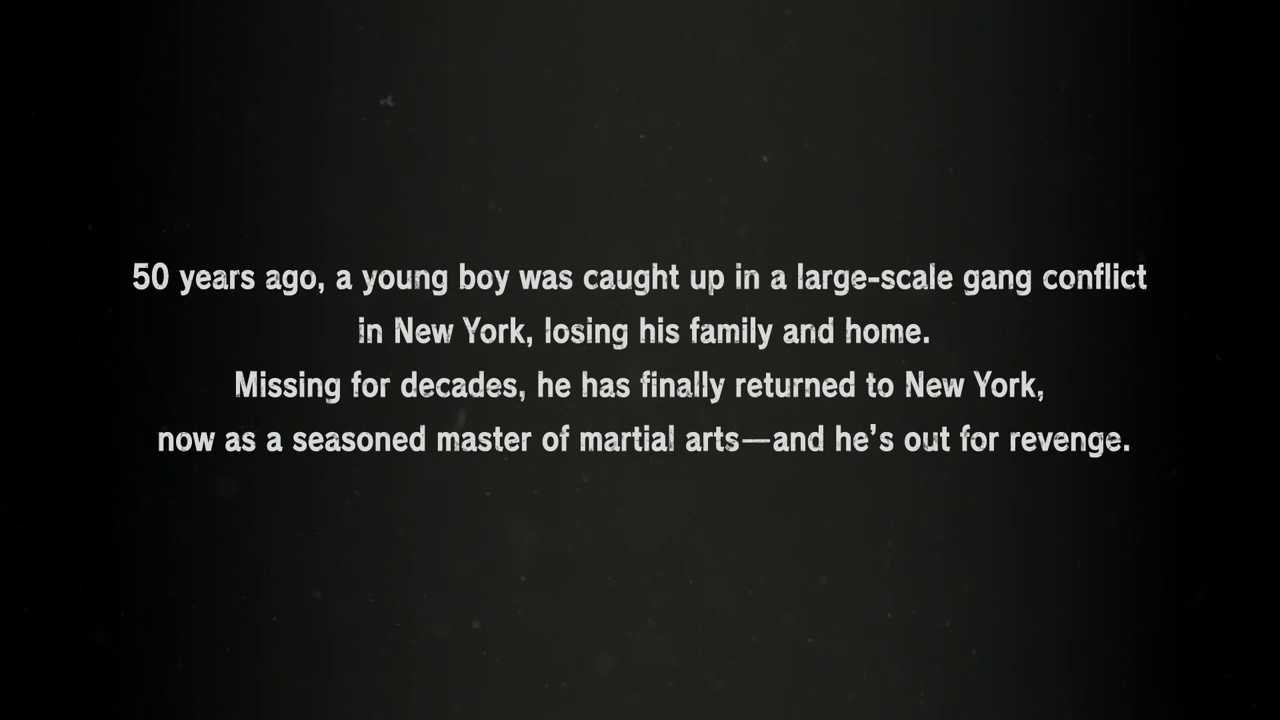 50 years ago, a young boy was caught up in a large-scale gang conflict
in New York, losing his family and home.
Missing for decades, he has finally returned to New York,
now as a seasoned master of martial arts—and he’s out for revenge.